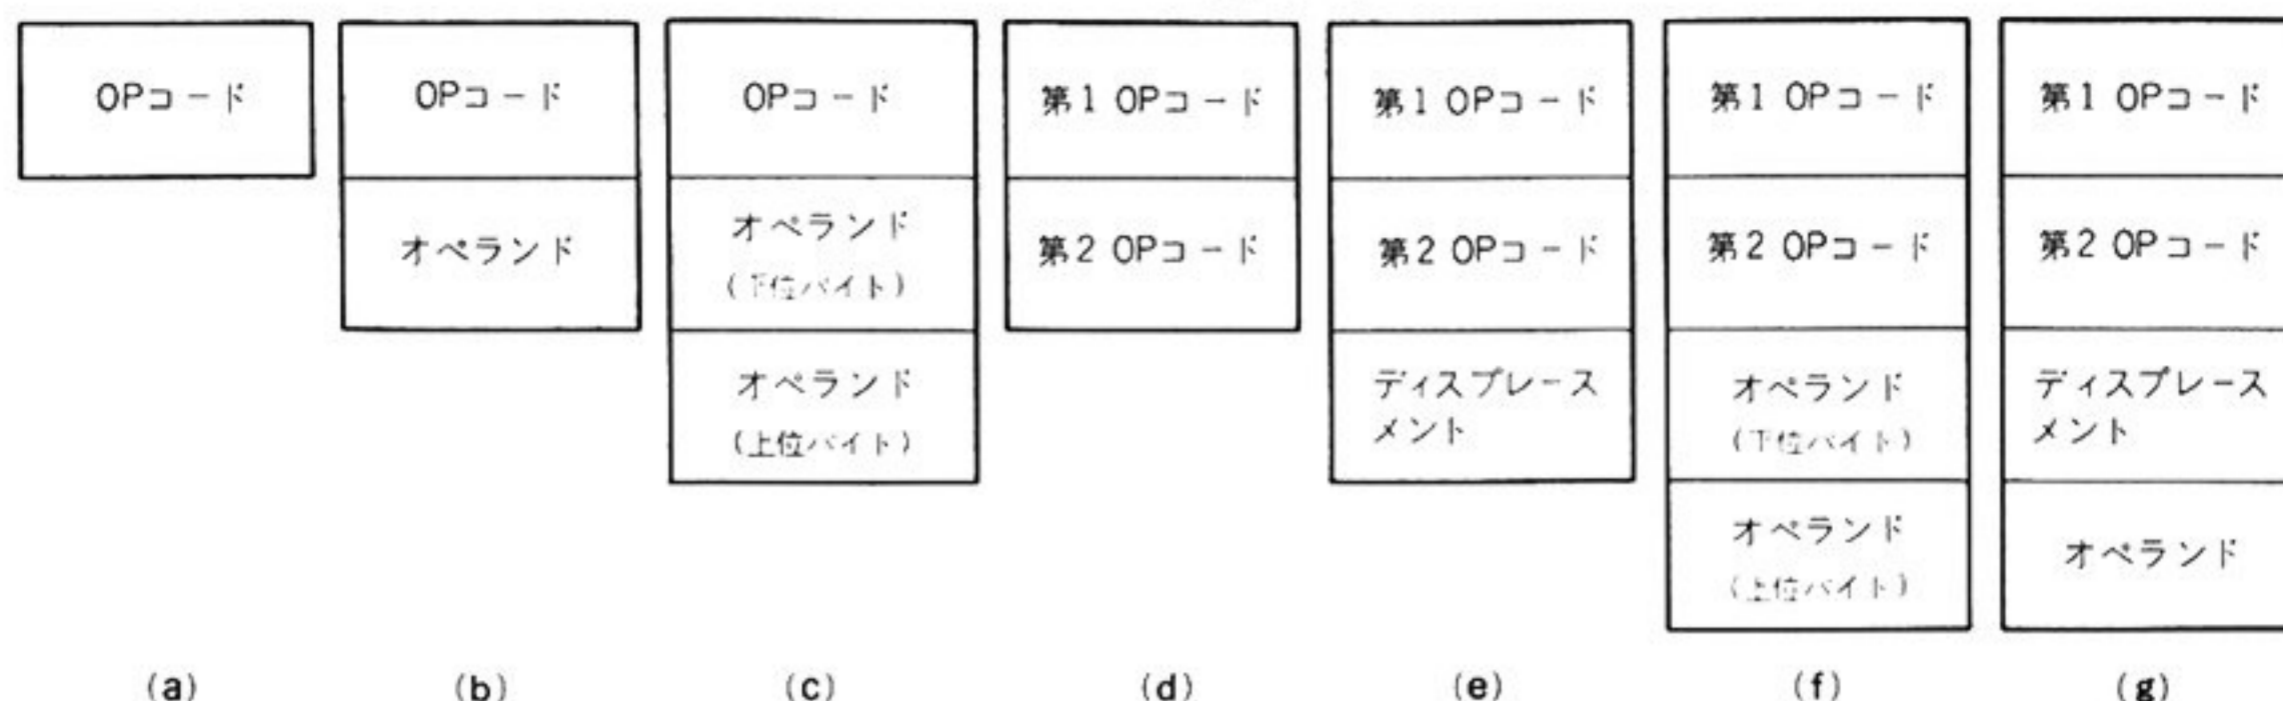 OPコード
(a)
OPコード
オペランド
(b)
OPコード
オペランド
(下位バイト)
オペランド
(上位バイト)
(c)
第1 OPコード
第2 OPコード
(d)
第1 OPコード
第2 OPコード
ディスプレース
メント
(e)
第1 OPコード
第2 OPコード
オペランド
(下位バイト)
オペランド
(上位バイト)
(f)
第1 OPコード
第2 OPコード
ディスプレース
メント
オペランド
(g)